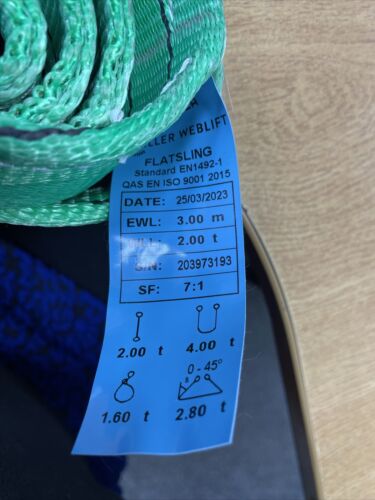 WEBLIFT
FLATSLING
Standard EN1492-1
QAS EN ISO 9001 2015
DATE: 25/03/2023
EWL: 3.00 m
WLL: 2.00 t
S/N: 203973193
SF: 7:1
2.00 t 4.00 t
0 - 45°
1.60 t 2.80 t